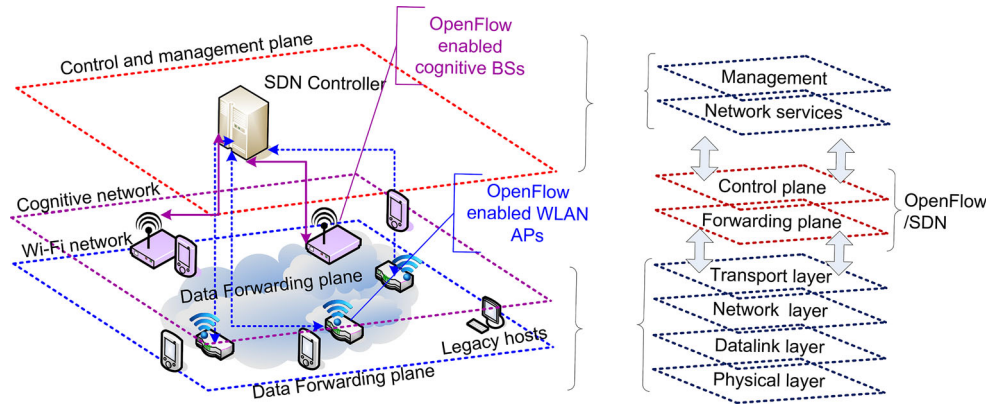 OpenFlow
enabled
cognitive BSs
Control and management plane
SDN Controller
Cognitive network
Wi-Fi network
OpenFlow
enabled WLAN
APs
Data Forwarding plane
Legacy hosts
Data Forwarding plane
Management
Network services
Control plane
Forwarding plane
OpenFlow
/SDN
Transport layer
Network layer
Datalink layer
Physical layer